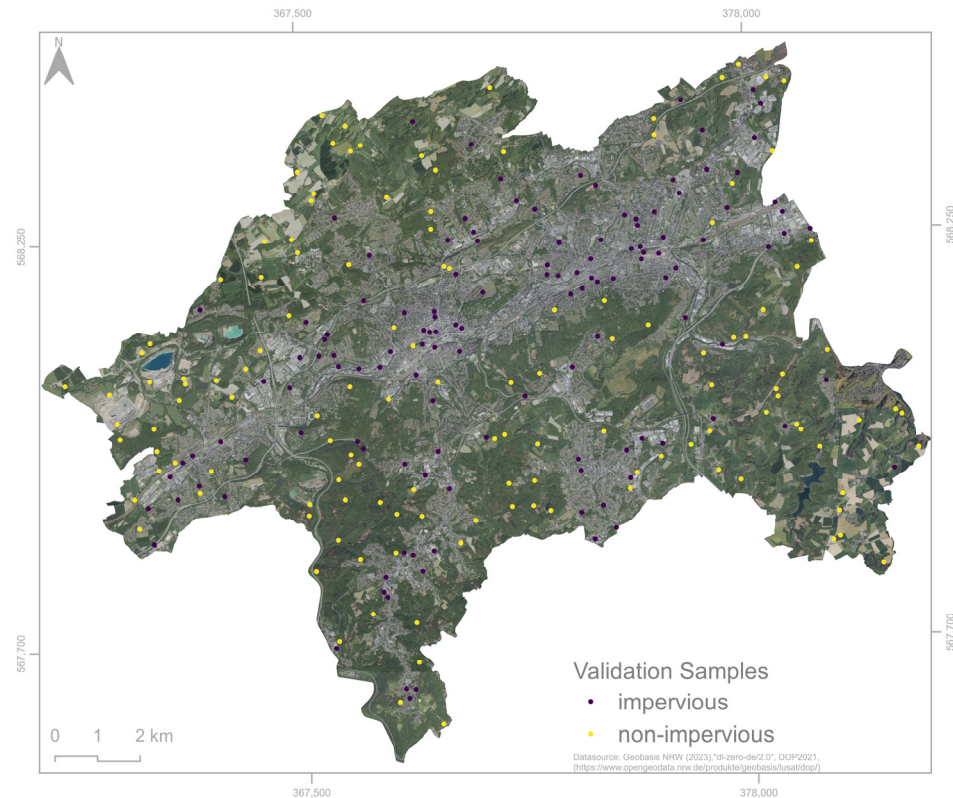 367,500
378,000
N
568,250
568,250
567,700
567,700
Validation Samples
impervious
non-impervious
0 1 2 km
Datasource: Geobasis NRW (2023),"dl-zero-de/2.0", DOP2021,
(https://www.opengeodata.nrw.de/produkte/geobasis/lusat/dop/)
367,500
378,000